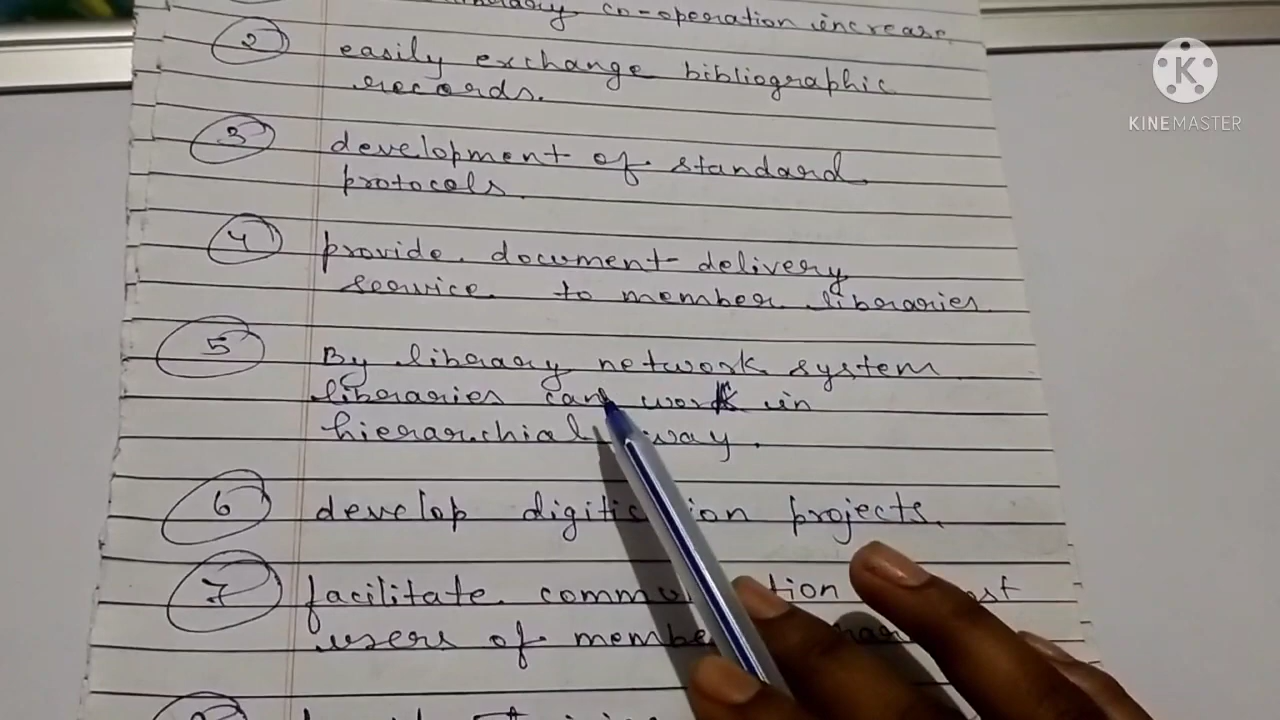 co-operation increase.
2 easily exchange bibliographic
records.
3 development of standard
protocols.
4 provide document delivery
service to member libraries
5 By library network system
libraries can work in
hierarchial way.
6 develop projects.
7 facilitate
users of
KINEMASTER